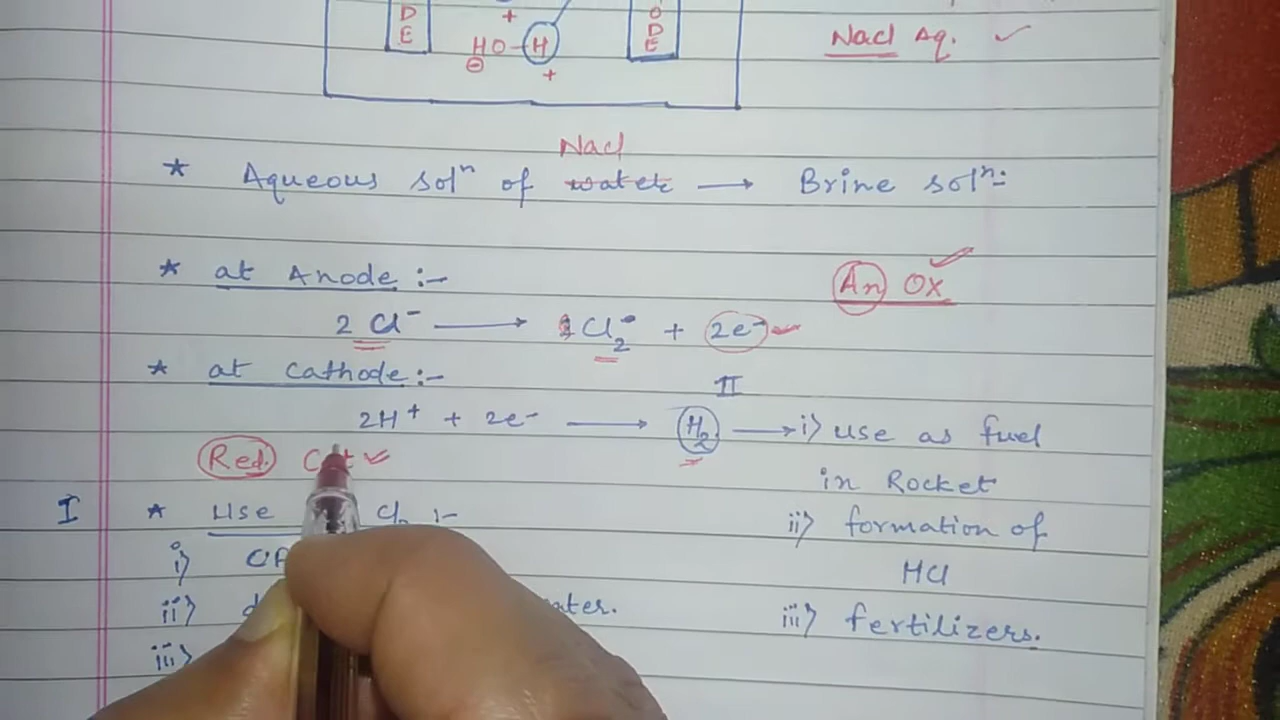 D
E
+
HO-H
⊖
+
O
D
E
Nacl Aq. ✓
Nacl
* Aqueous solⁿ of water → Brine solⁿ:-
* at Anode :-
An Ox
2 Cl⁻ → Cl₂ + 2e⁻
* at Cathode :-
II
2H⁺ + 2e⁻ → H₂ → i) use as fuel
in Rocket
Red.
I * Use Cl₂ :-
ii) formation of
HCl
i)
ii)
iii) fertilizers.
iii)